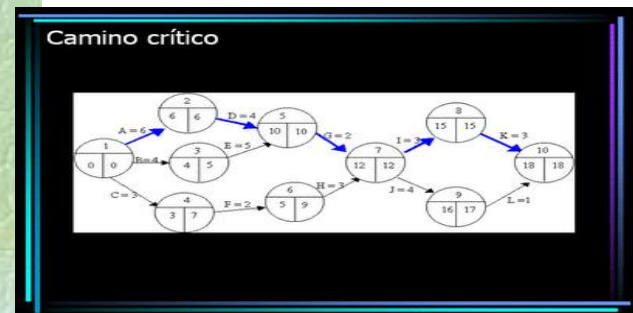 Camino crítico
2
6 6
A = 6
D = 4
5
10 10
G = 2
8
15 15
I = 3
K = 3
1
0 0
B=4
3
4 5
E = 5
7
12 12
10
18 18
C = 3
4
3 7
F = 2
6
5 9
H = 3
J = 4
9
16 17
L =1